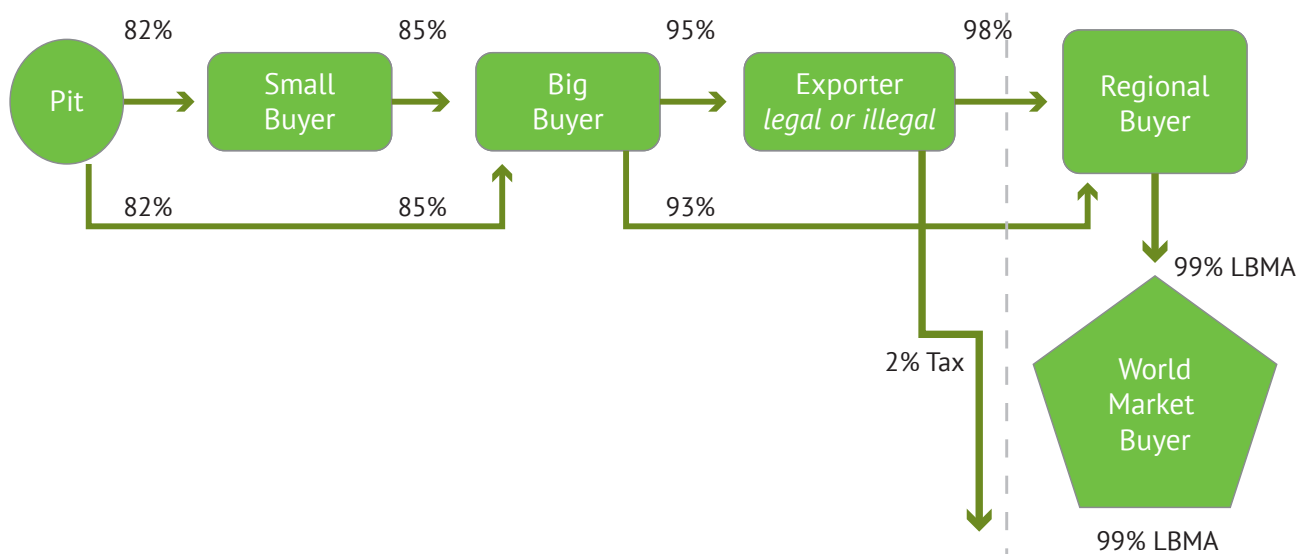 82%
85%
95%
98%
Pit
Small
Buyer
Big
Buyer
Exporter
legal or illegal
Regional
Buyer
82%
85%
93%
99% LBMA
2% Tax
World
Market
Buyer
99% LBMA